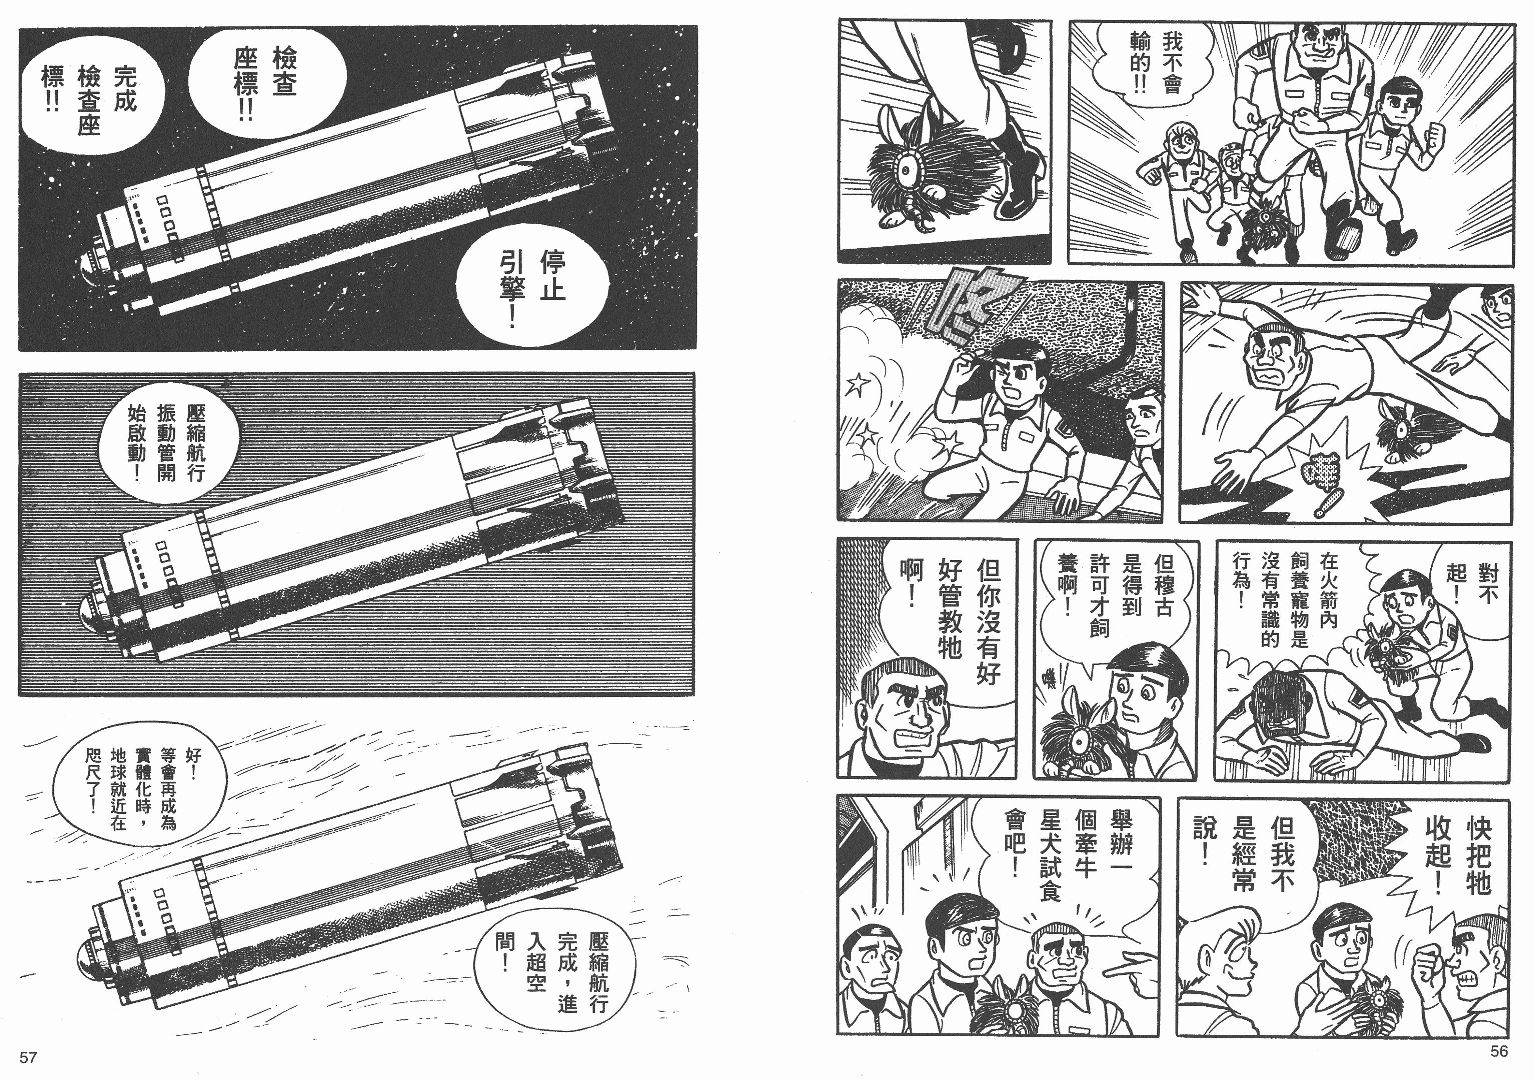 我不會
輸的!!
咚
對不
起！
在火箭內
飼養寵物是
沒有常識的
行為！
但穆古
是得到
許可才飼
養啊！
但你沒有好
好管教牠
啊！
快把牠
收起！
但我不
是經常
說！
舉辦一
個牽牛
星犬試食
會吧！
56
檢查
座標!!
完成
檢查座
標!!
停止
引擎！
壓縮航行
振動管開
始啟動！
好！
等會再成為
實體化時，
地球就近在
咫尺了！
壓縮航行
完成，進
入超空
間！
57